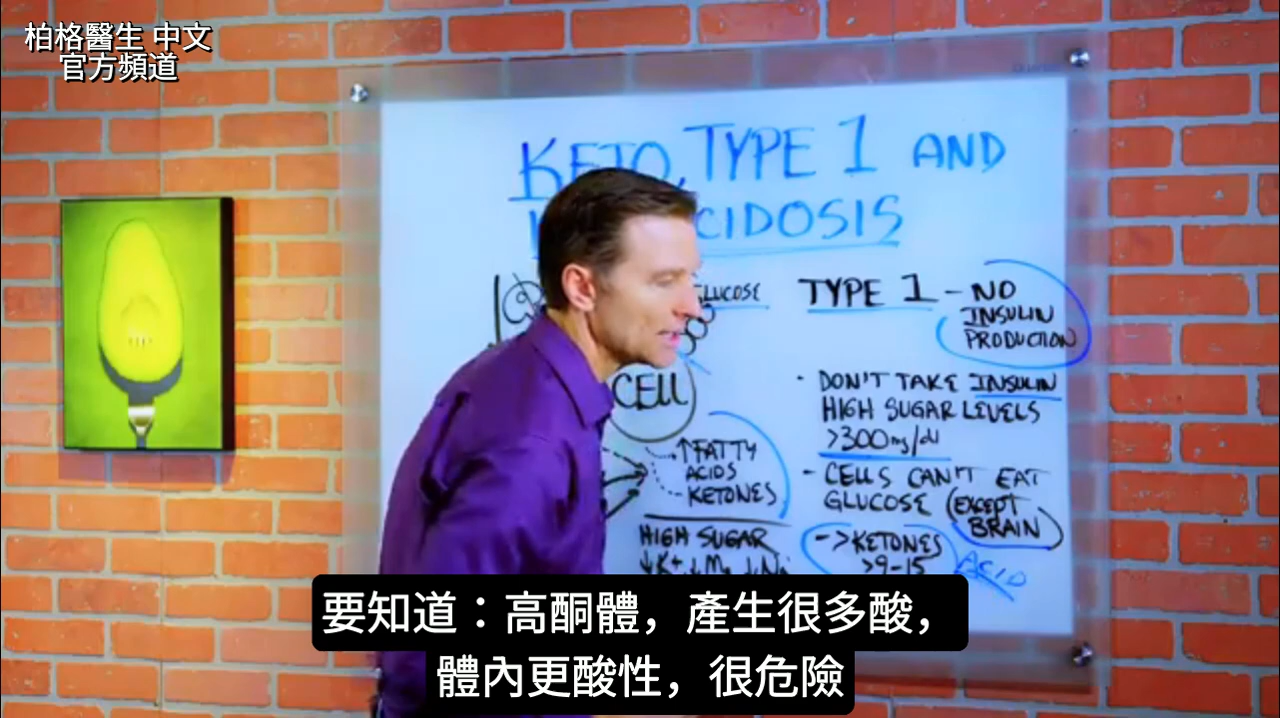 柏格醫生 中文
官方頻道
KETO, TYPE 1 AND
CIDOSIS
GLUCOSE
CELL
↑FATTY
ACIDS
KETONES
HIGH SUGAR
↓K+ ↓M
TYPE 1 - NO
INSULIN
PRODUCTION
· DON'T TAKE INSULIN
HIGH SUGAR LEVELS
>300mg/dl
- CELLS CAN'T EAT
GLUCOSE (EXCEPT
BRAIN)
-> KETONES
>9-15
ACID
要知道：高酮體，產生很多酸，
體內更酸性，很危險